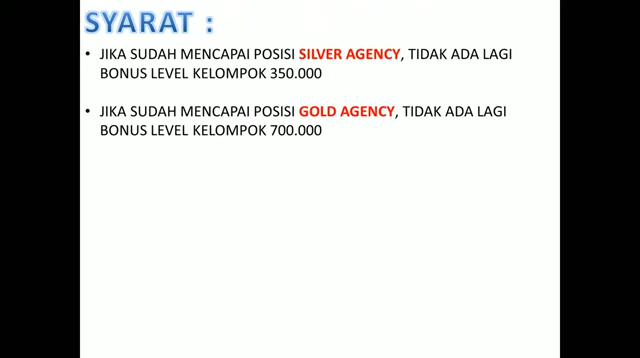 SYARAT :
• JIKA SUDAH MENCAPAI POSISI SILVER AGENCY, TIDAK ADA LAGI
BONUS LEVEL KELOMPOK 350.000
• JIKA SUDAH MENCAPAI POSISI GOLD AGENCY, TIDAK ADA LAGI
BONUS LEVEL KELOMPOK 700.000